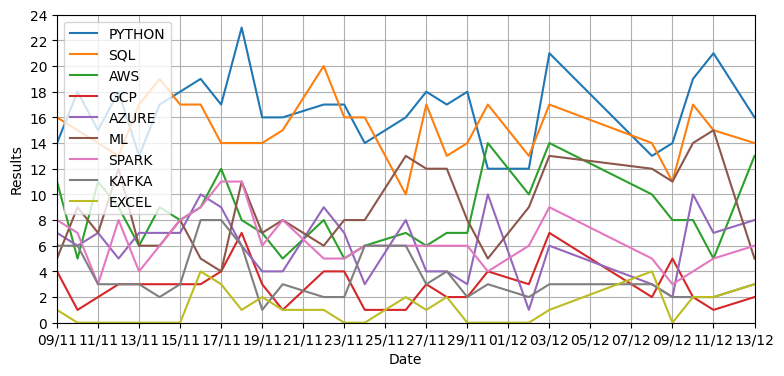 24
22
20
18
16
14
12
10
8
6
4
2
0
Results
PYTHON
SQL
AWS
GCP
AZURE
ML
SPARK
KAFKA
EXCEL
09/11 11/11 13/11 15/11 17/11 19/11 21/11 23/11 25/11 27/11 29/11 01/12 03/12 05/12 07/12 09/12 11/12 13/12
Date